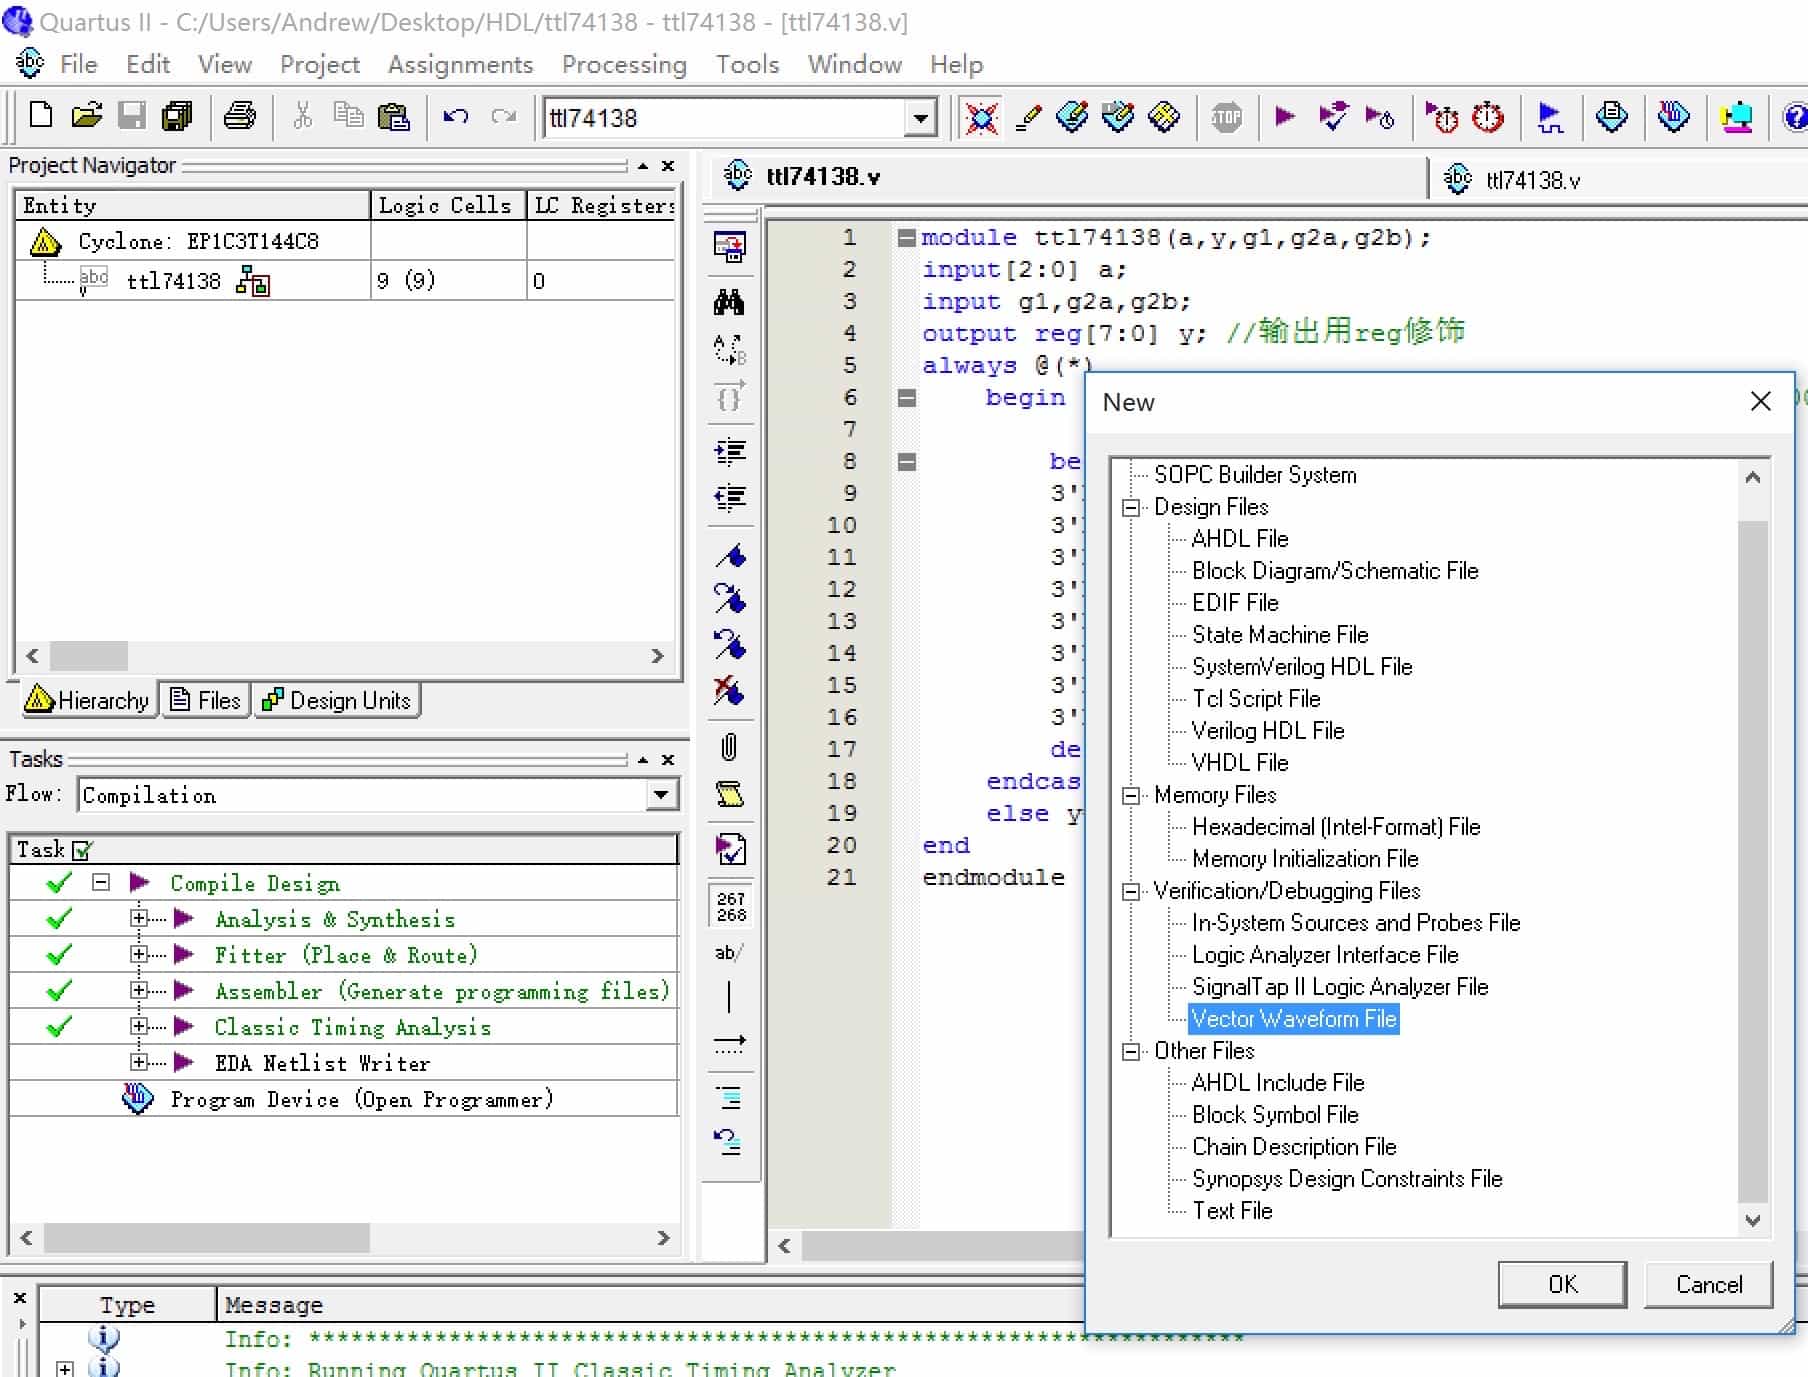 Quartus II - C:/Users/Andrew/Desktop/HDL/ttl74138 - ttl74138 - [ttl74138.v]
File Edit View Project Assignments Processing Tools Window Help
ttl74138
STOP
Project Navigator
Entity Logic Cells LC Registers
Cyclone: EP1C3T144C8
ttl74138 9 (9) 0
Hierarchy Files Design Units
Tasks
Flow: Compilation
Task
Compile Design
Analysis & Synthesis
Fitter (Place & Route)
Assembler (Generate programming files)
Classic Timing Analysis
EDA Netlist Writer
Program Device (Open Programmer)
ttl74138.v
ttl74138.v
267
268
ab/
1 module ttl74138(a,y,g1,g2a,g2b);
2 input[2:0] a;
3 input g1,g2a,g2b;
4 output reg[7:0] y; //输出用reg修饰
5 always @(*)
6 begin
7
8 be
9 3'
10 3'
11 3'
12 3'
13 3'
14 3'
15 3'
16 3'
17 de
18 endcas
19 else y
20 end
21 endmodule
New
SOPC Builder System
Design Files
AHDL File
Block Diagram/Schematic File
EDIF File
State Machine File
SystemVerilog HDL File
Tcl Script File
Verilog HDL File
VHDL File
Memory Files
Hexadecimal (Intel-Format) File
Memory Initialization File
Verification/Debugging Files
In-System Sources and Probes File
Logic Analyzer Interface File
SignalTap II Logic Analyzer File
Vector Waveform File
Other Files
AHDL Include File
Block Symbol File
Chain Description File
Synopsys Design Constraints File
Text File
OK Cancel
Type Message
Info: *******************************************************************
Info: Running Quartus II Classic Timing Analyzer